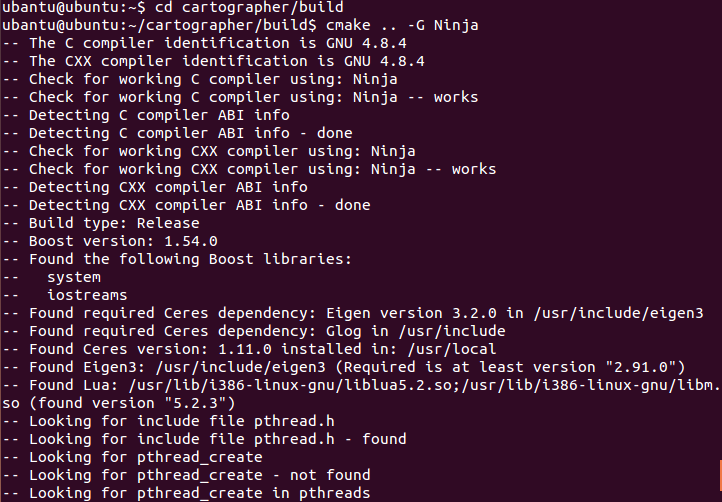 ubantu@ubuntu:~$ cd cartographer/build
ubantu@ubuntu:~/cartographer/build$ cmake .. -G Ninja
-- The C compiler identification is GNU 4.8.4
-- The CXX compiler identification is GNU 4.8.4
-- Check for working C compiler using: Ninja
-- Check for working C compiler using: Ninja -- works
-- Detecting C compiler ABI info
-- Detecting C compiler ABI info - done
-- Check for working CXX compiler using: Ninja
-- Check for working CXX compiler using: Ninja -- works
-- Detecting CXX compiler ABI info
-- Detecting CXX compiler ABI info - done
-- Build type: Release
-- Boost version: 1.54.0
-- Found the following Boost libraries:
--   system
--   iostreams
-- Found required Ceres dependency: Eigen version 3.2.0 in /usr/include/eigen3
-- Found required Ceres dependency: Glog in /usr/include
-- Found Ceres version: 1.11.0 installed in: /usr/local
-- Found Eigen3: /usr/include/eigen3 (Required is at least version "2.91.0")
-- Found Lua: /usr/lib/i386-linux-gnu/liblua5.2.so;/usr/lib/i386-linux-gnu/libm.
so (found version "5.2.3")
-- Looking for include file pthread.h
-- Looking for include file pthread.h - found
-- Looking for pthread_create
-- Looking for pthread_create - not found
-- Looking for pthread_create in pthreads